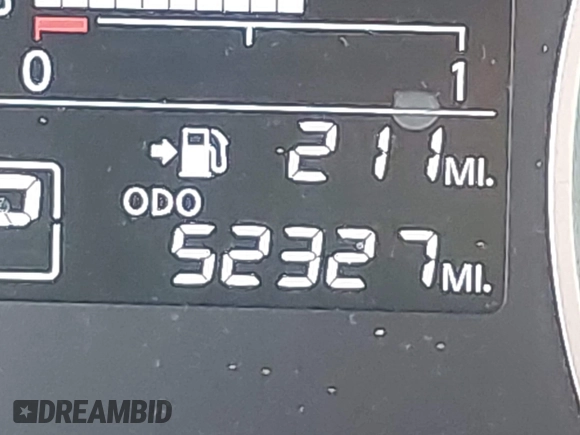 0 1
211 MI.
ODO
52327 MI.
DREAMBID